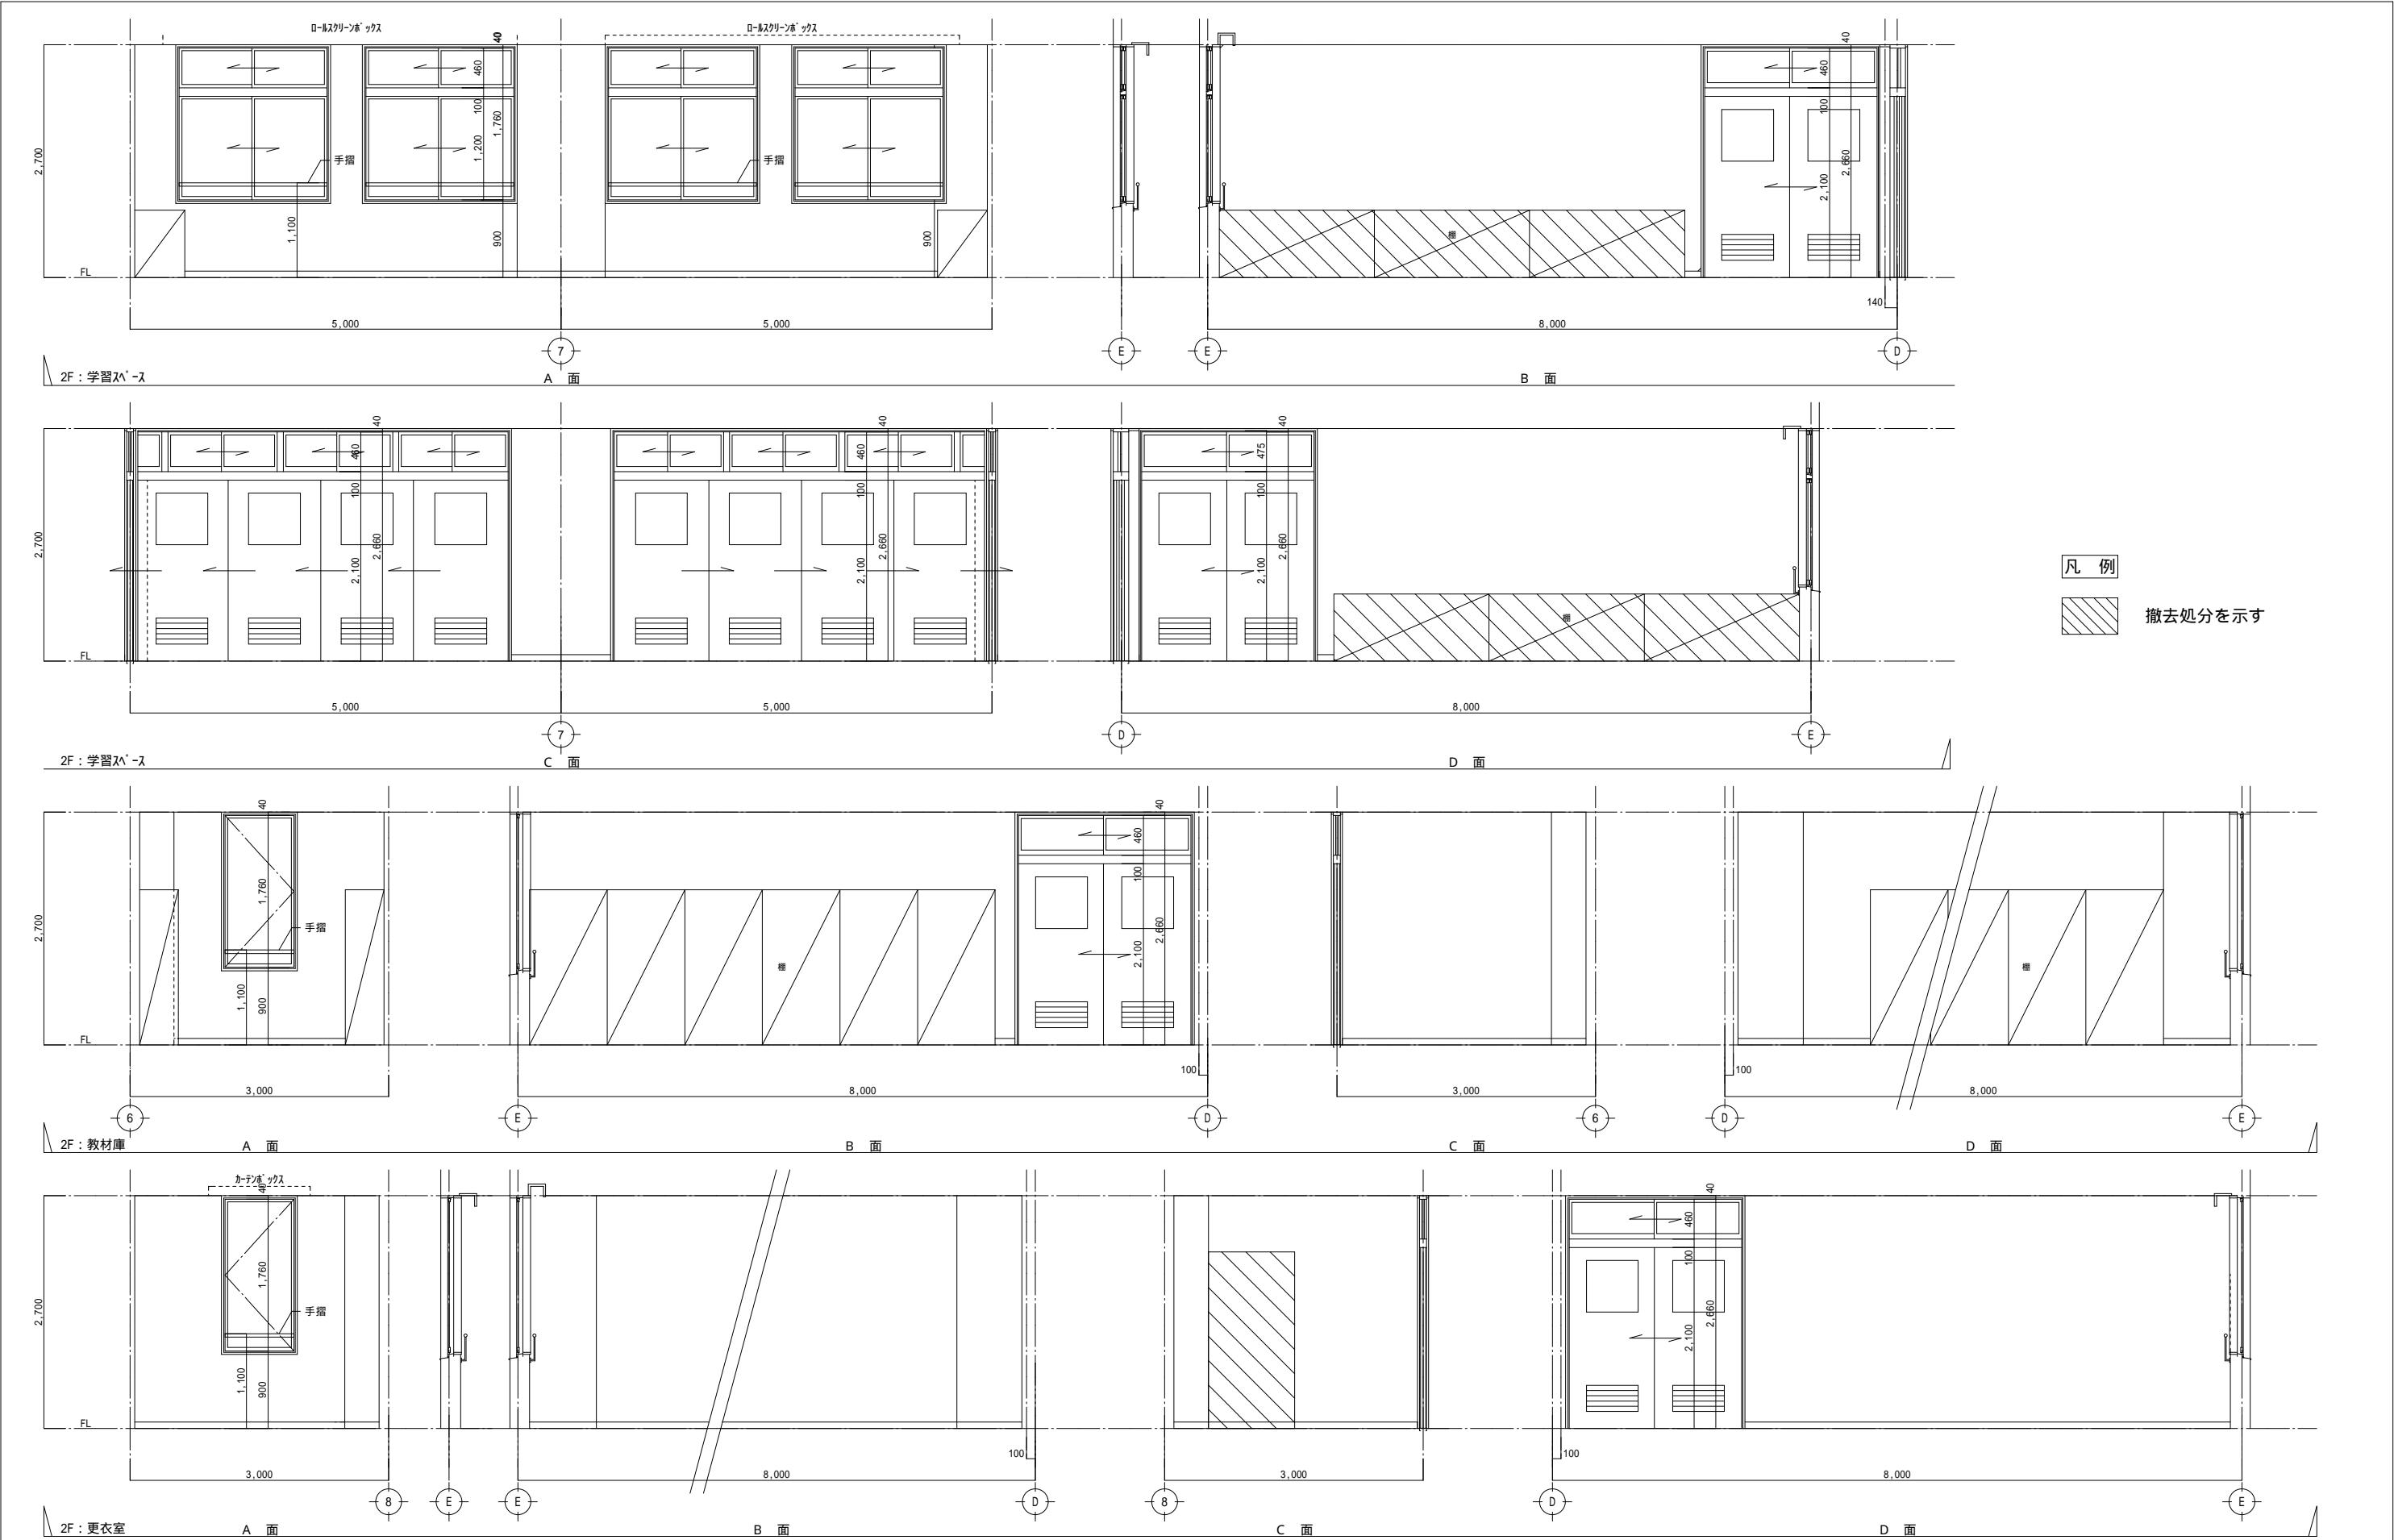 ﾛｰﾙｽｸﾘｰﾝﾎﾞｯｸｽ ﾛｰﾙｽｸﾘｰﾝﾎﾞｯｸｽ
40 40
460 460
100 100
1,760
1,200
2,700
手摺 手摺
2,660
2,100
1,100
900 900
棚
FL
140
5,000 5,000 8,000
7 E E D
2F：学習ｽﾍﾟｰｽ A 面 B 面
40 40 40
460 460 475
100 100 100
2,700
2,660 2,660 2,660
2,100 2,100 2,100
凡 例
撤去処分を示す
棚
FL
5,000 5,000 8,000
7 D E
2F：学習ｽﾍﾟｰｽ C 面 D 面
40 40
460
100
1,760
2,700
手摺
2,660
2,100
棚 棚
1,100
900
FL
100 100
3,000 8,000 3,000 8,000
6 E D 6 D E
2F：教材庫 A 面 B 面 C 面 D 面
ｶｰﾃﾝﾎﾞｯｸｽ
40 40
460
100
1,760
2,700
手摺
2,660
2,100
1,100
900
FL
100 100
3,000 8,000 3,000 8,000
8 E E D 8 D E
2F：更衣室 A 面 B 面 C 面 D 面